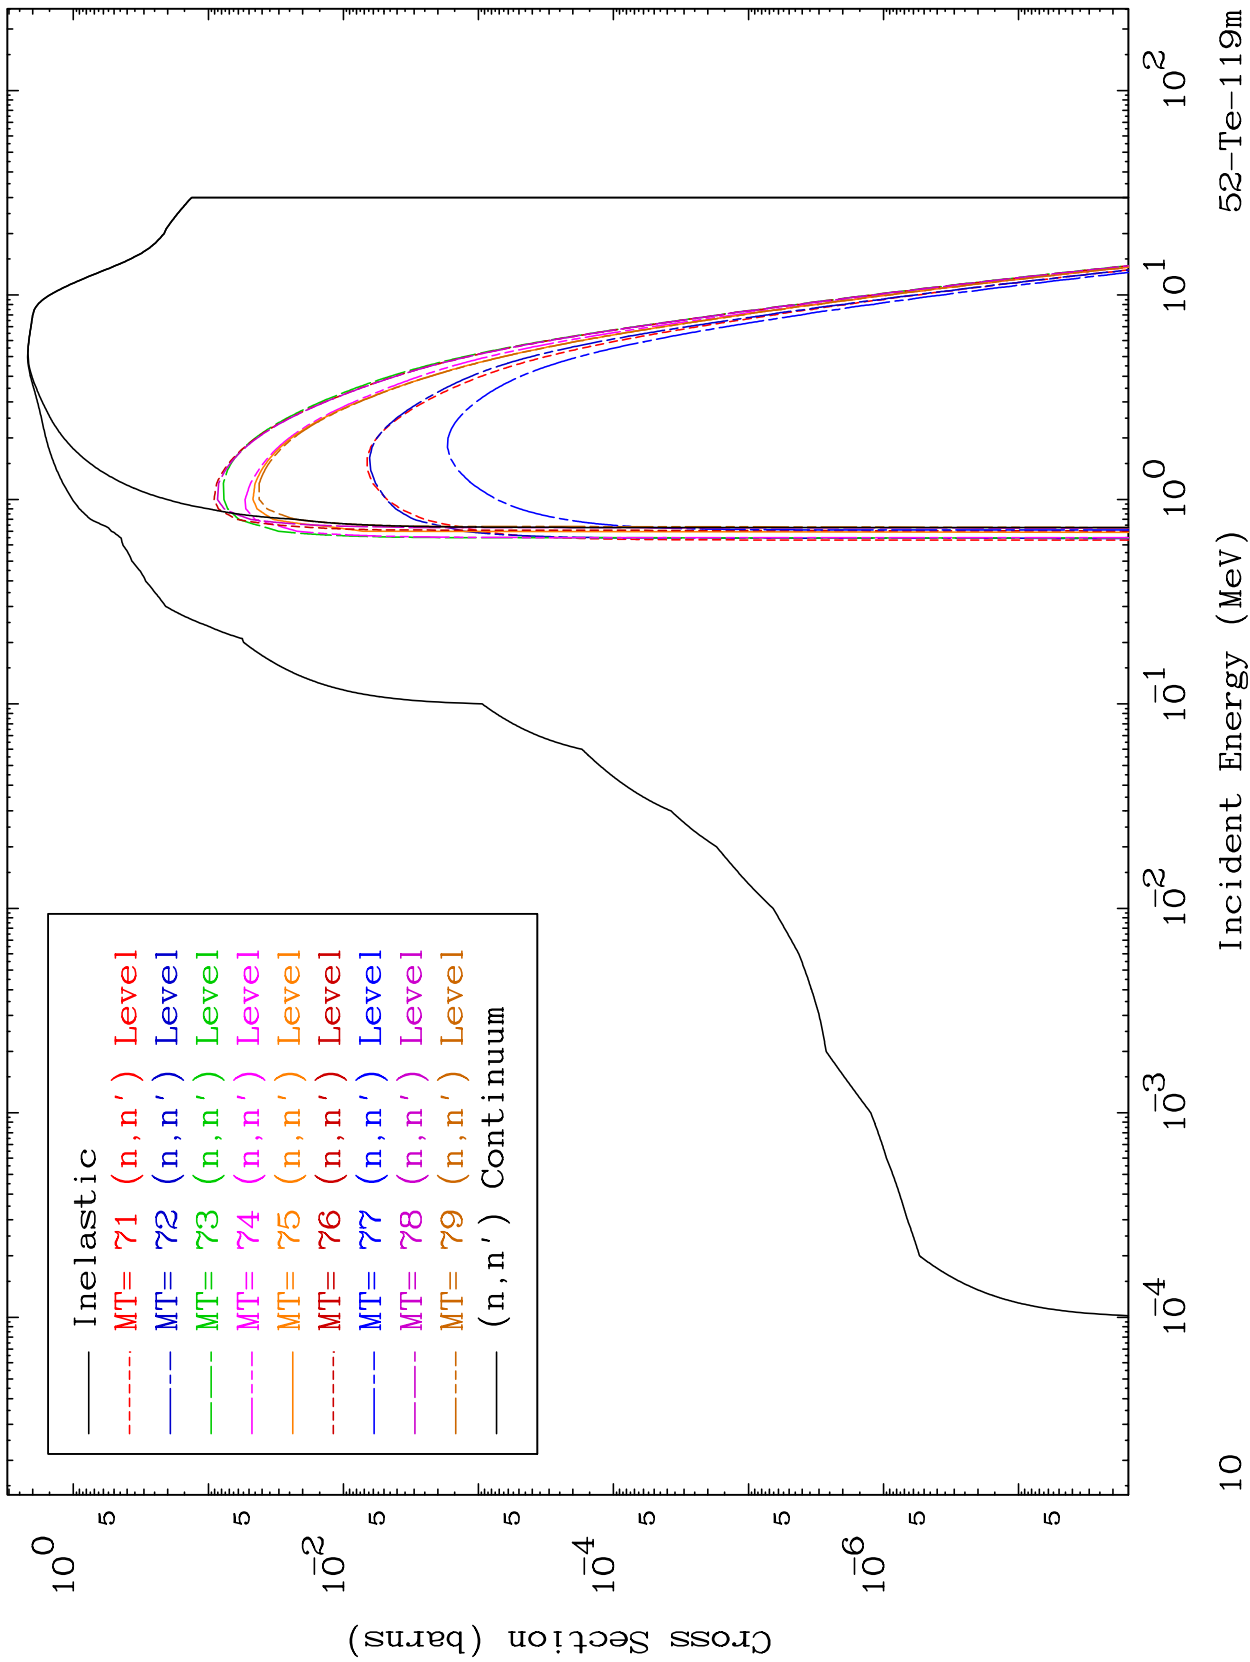 Inelastic
MT= 71 (n,n') Level
MT= 72 (n,n') Level
MT= 73 (n,n') Level
MT= 74 (n,n') Level
MT= 75 (n,n') Level
MT= 76 (n,n') Level
MT= 77 (n,n') Level
MT= 78 (n,n') Level
MT= 79 (n,n') Level
(n,n') Continuum
Cross Section (barns)
10^0
5
5
10^-2
5
5
10^-4
5
5
10^-6
5
5
10^-4
10^-3
10^-2
10^-1
10^0
10^1
10^2
Incident Energy (MeV)
10
52-Te-119m